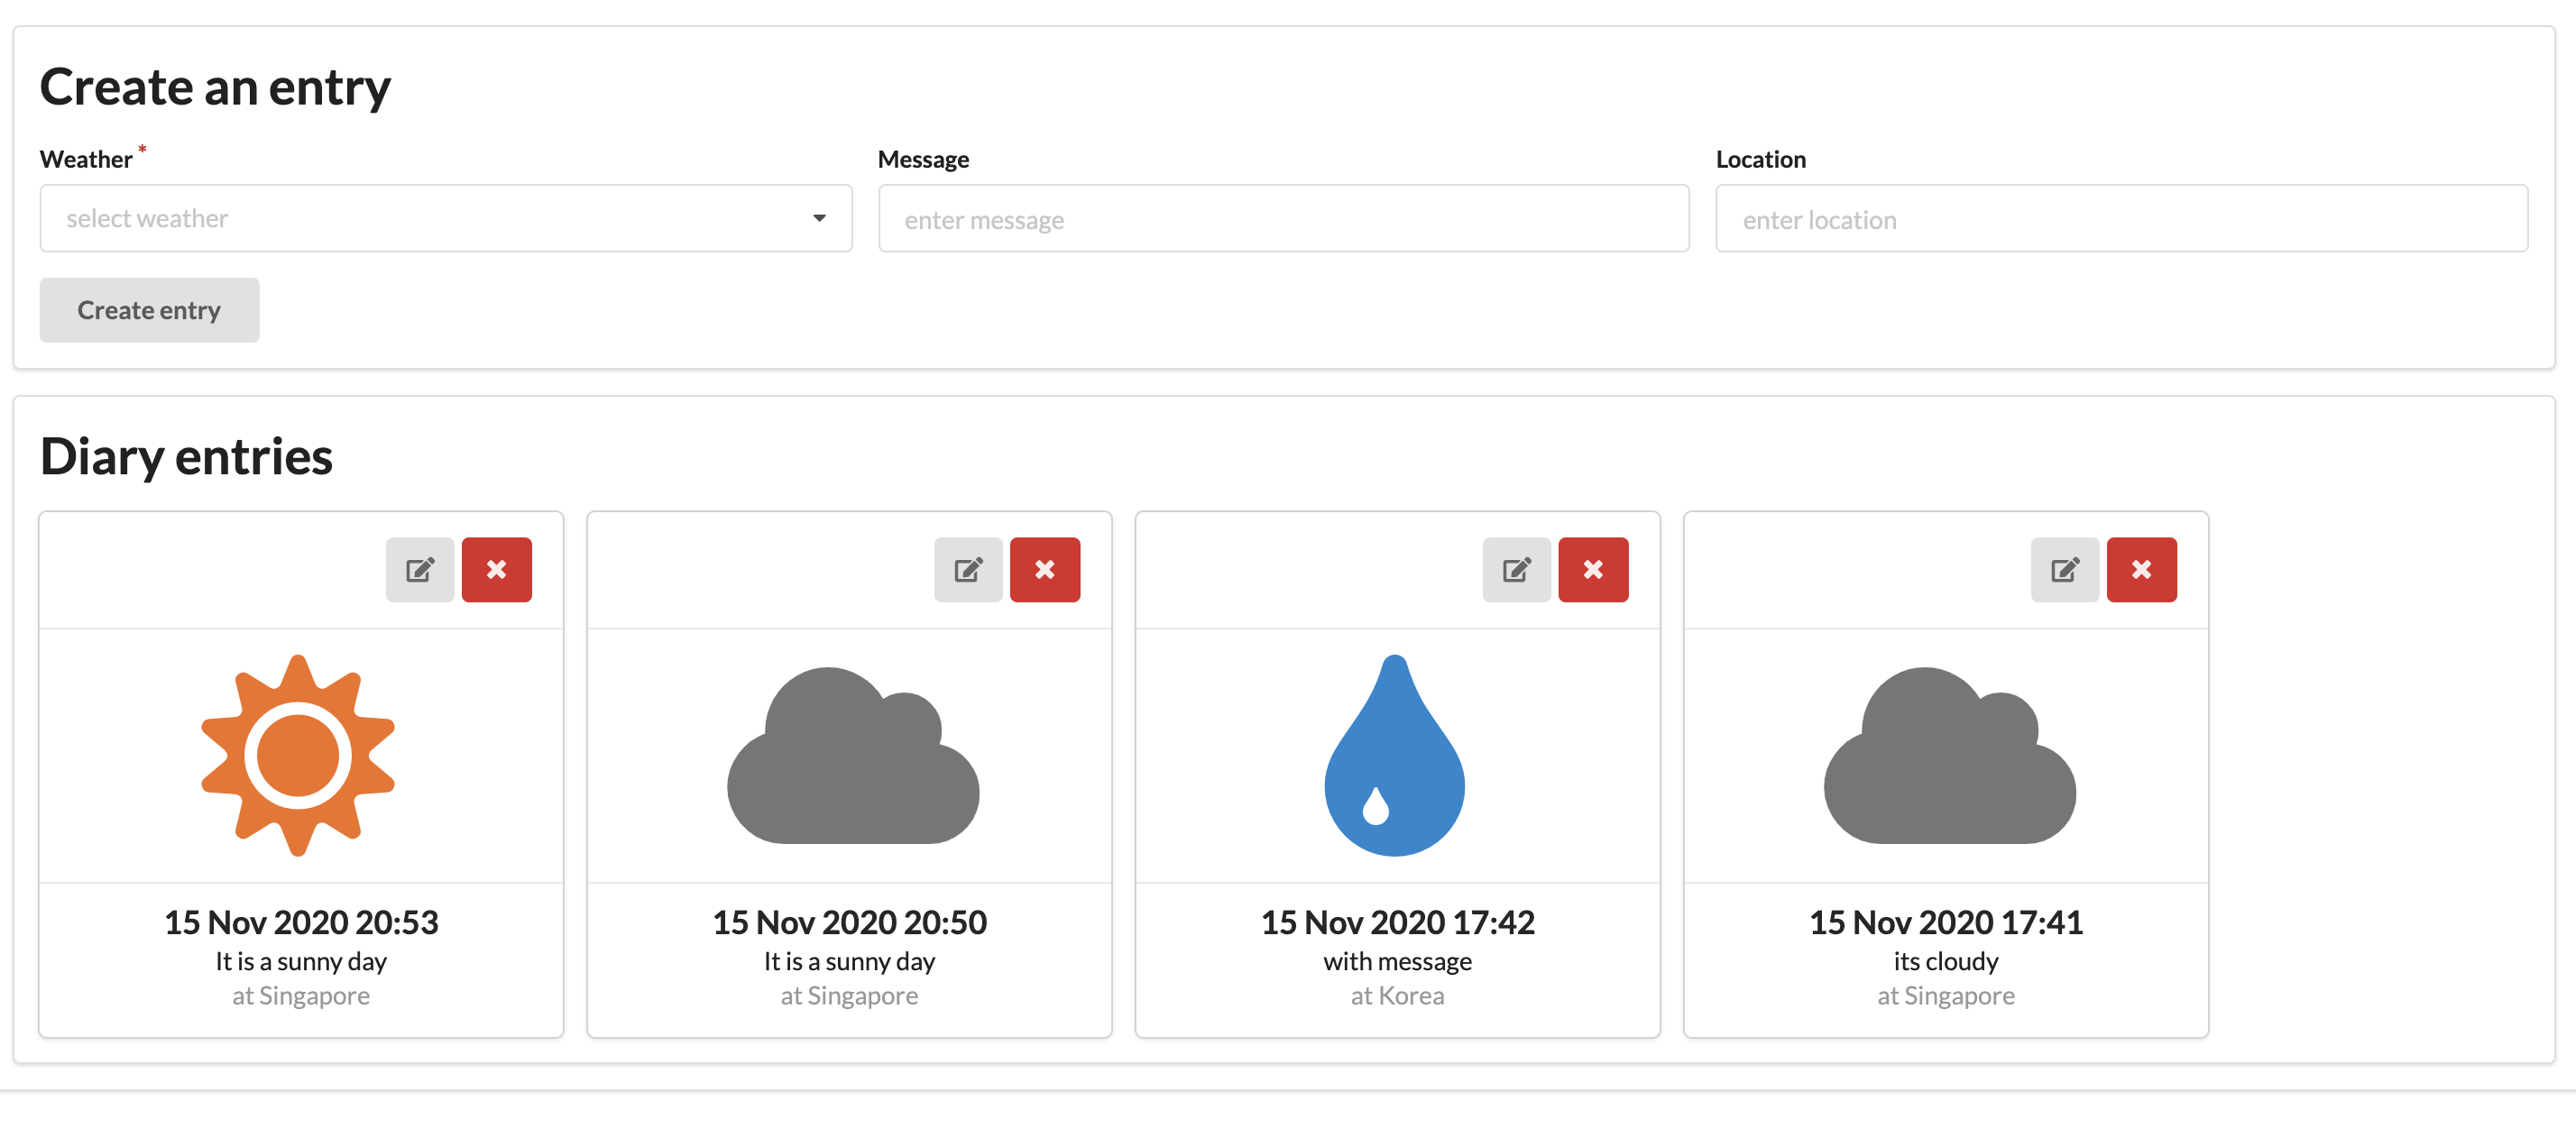 Create an entry
Weather *
Message
Location
select weather
enter message
enter location
Create entry
Diary entries
15 Nov 2020 20:53
It is a sunny day
at Singapore
15 Nov 2020 20:50
It is a sunny day
at Singapore
15 Nov 2020 17:42
with message
at Korea
15 Nov 2020 17:41
its cloudy
at Singapore